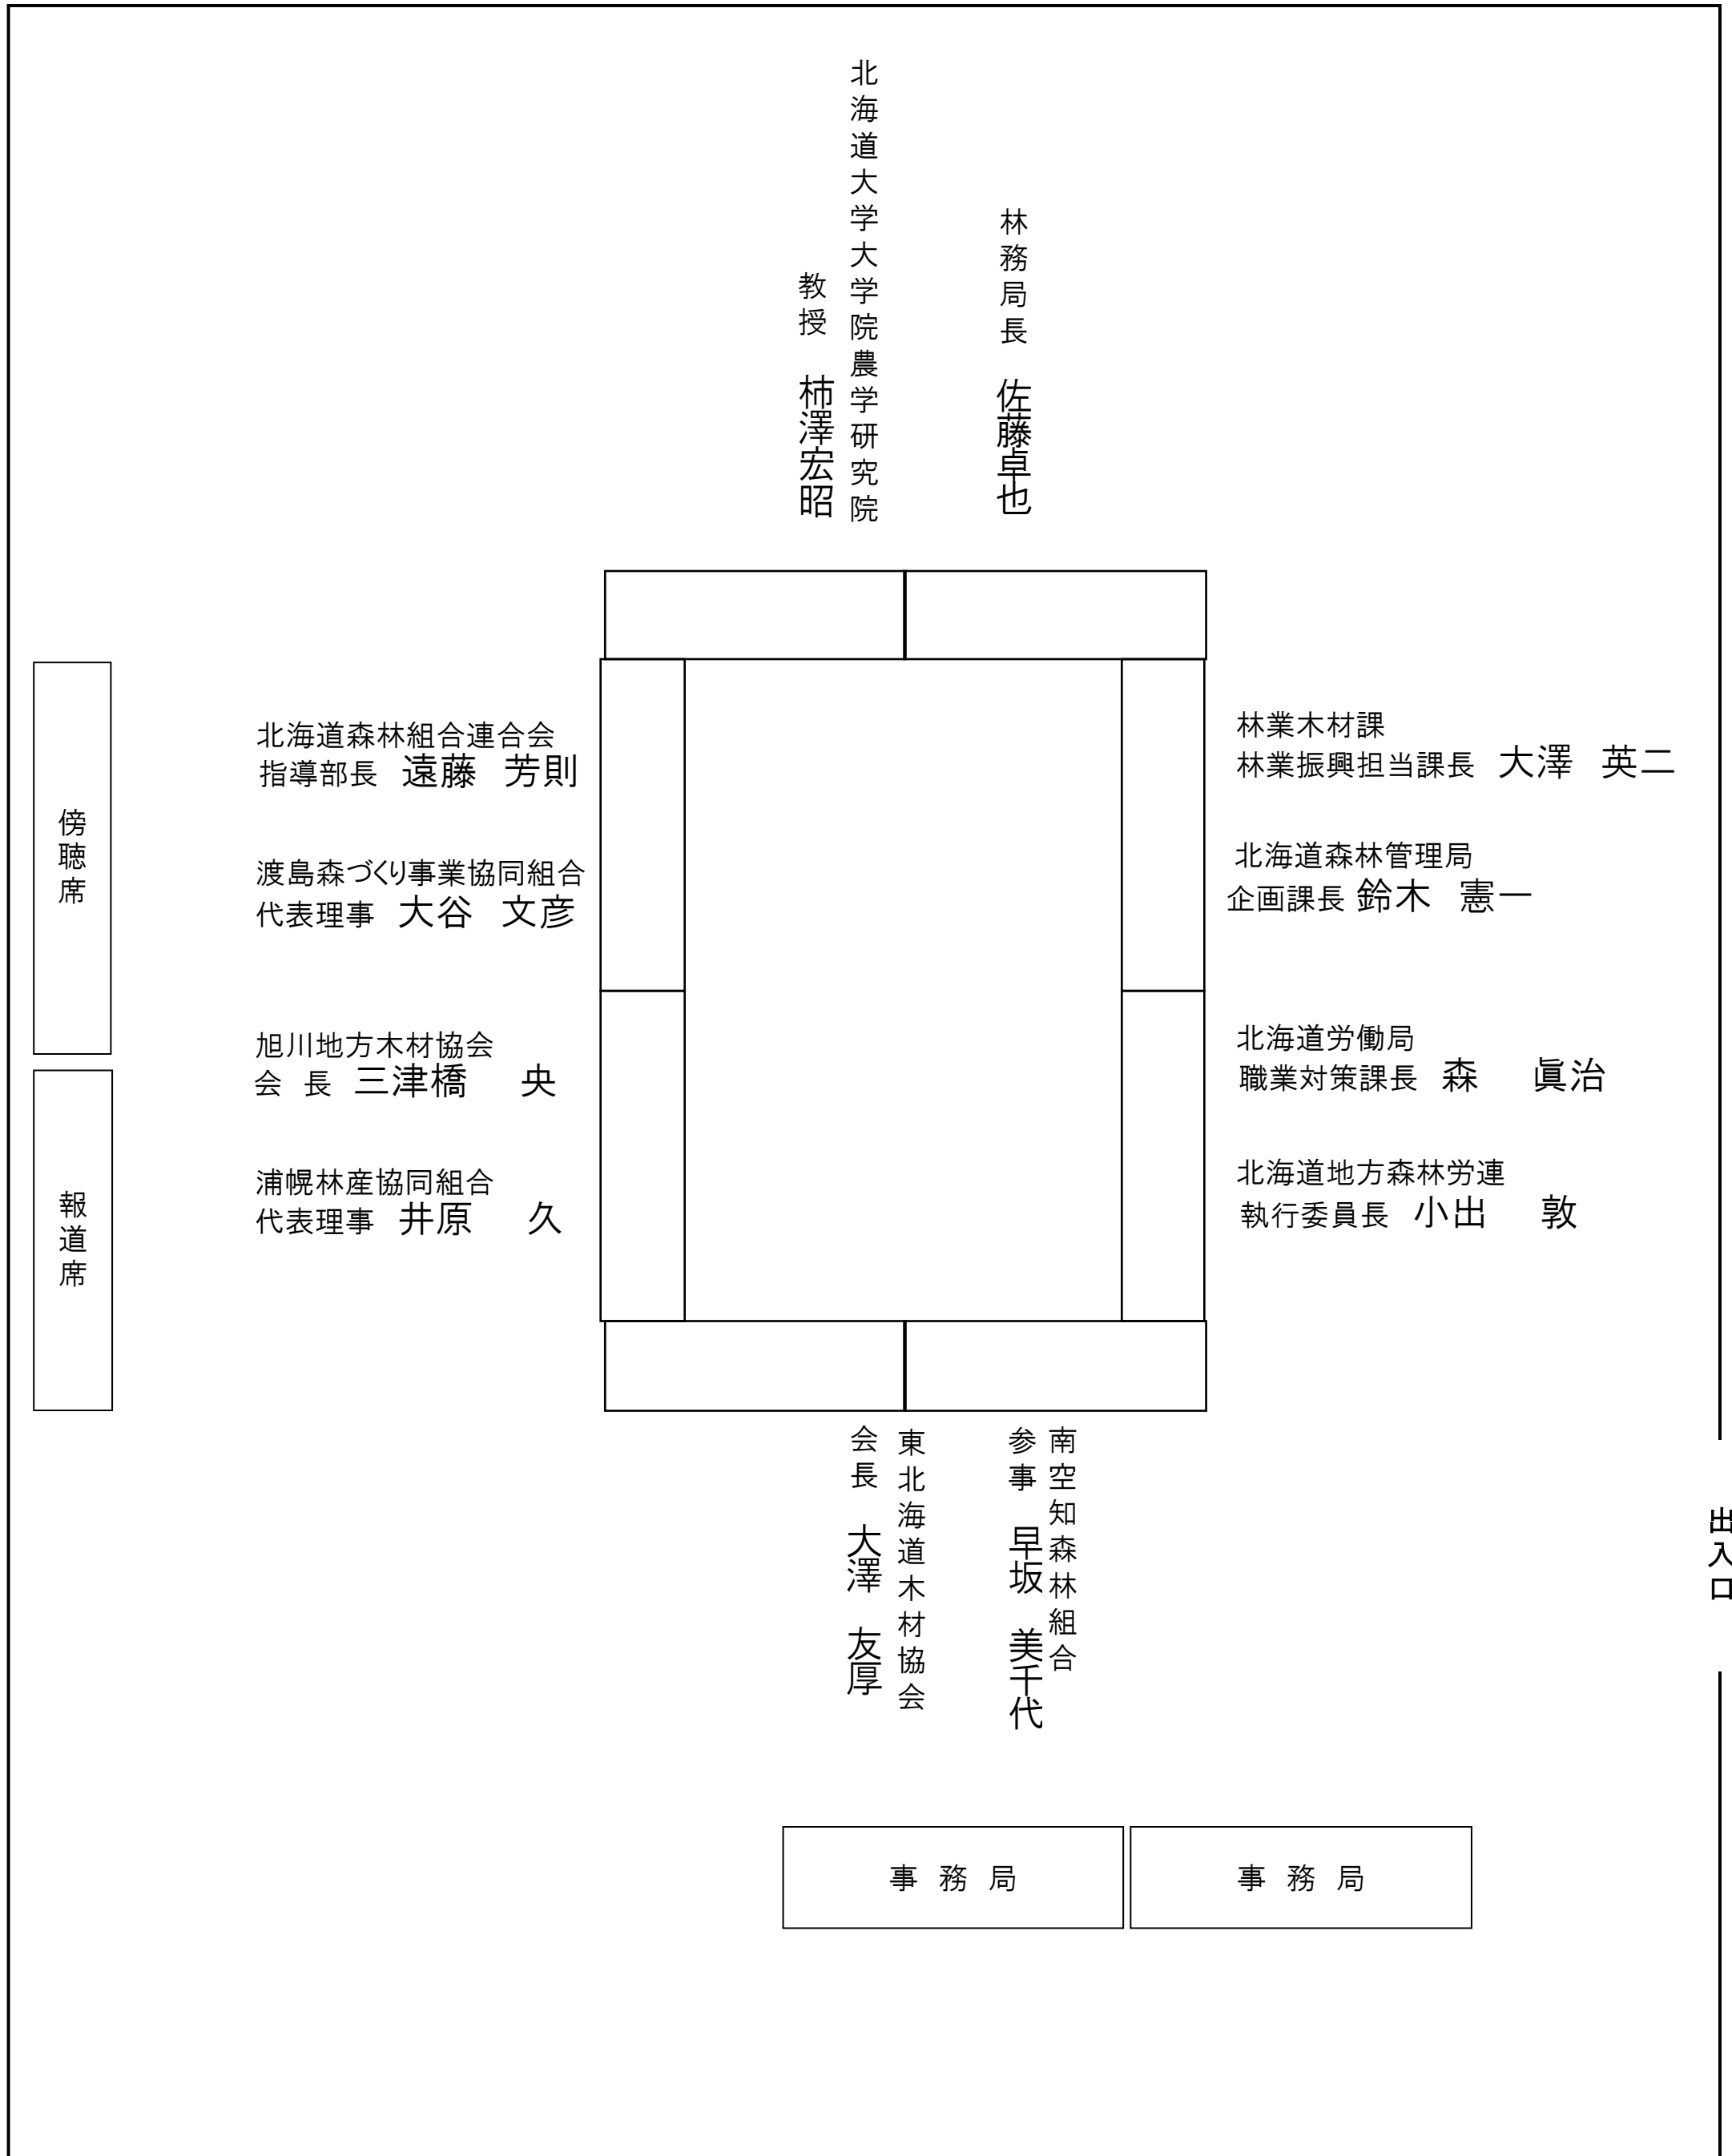 北海道大学大学院農学研究院
教授　柿澤宏昭
林務局長　佐藤卓也
北海道森林組合連合会
指導部長　遠藤　芳則
渡島森づくり事業協同組合
代表理事　大谷　文彦
旭川地方木材協会
会　長　三津橋　央
浦幌林産協同組合
代表理事　井原　久
林業木材課
林業振興担当課長　大澤　英二
北海道森林管理局
企画課長　鈴木　憲一
北海道労働局
職業対策課長　森　眞治
北海道地方森林労連
執行委員長　小出　敦
傍聴席
報道席
東北海道木材協会
会長　大澤　友厚
南空知森林組合
参事　早坂　美千代
出入口
事　務　局
事　務　局